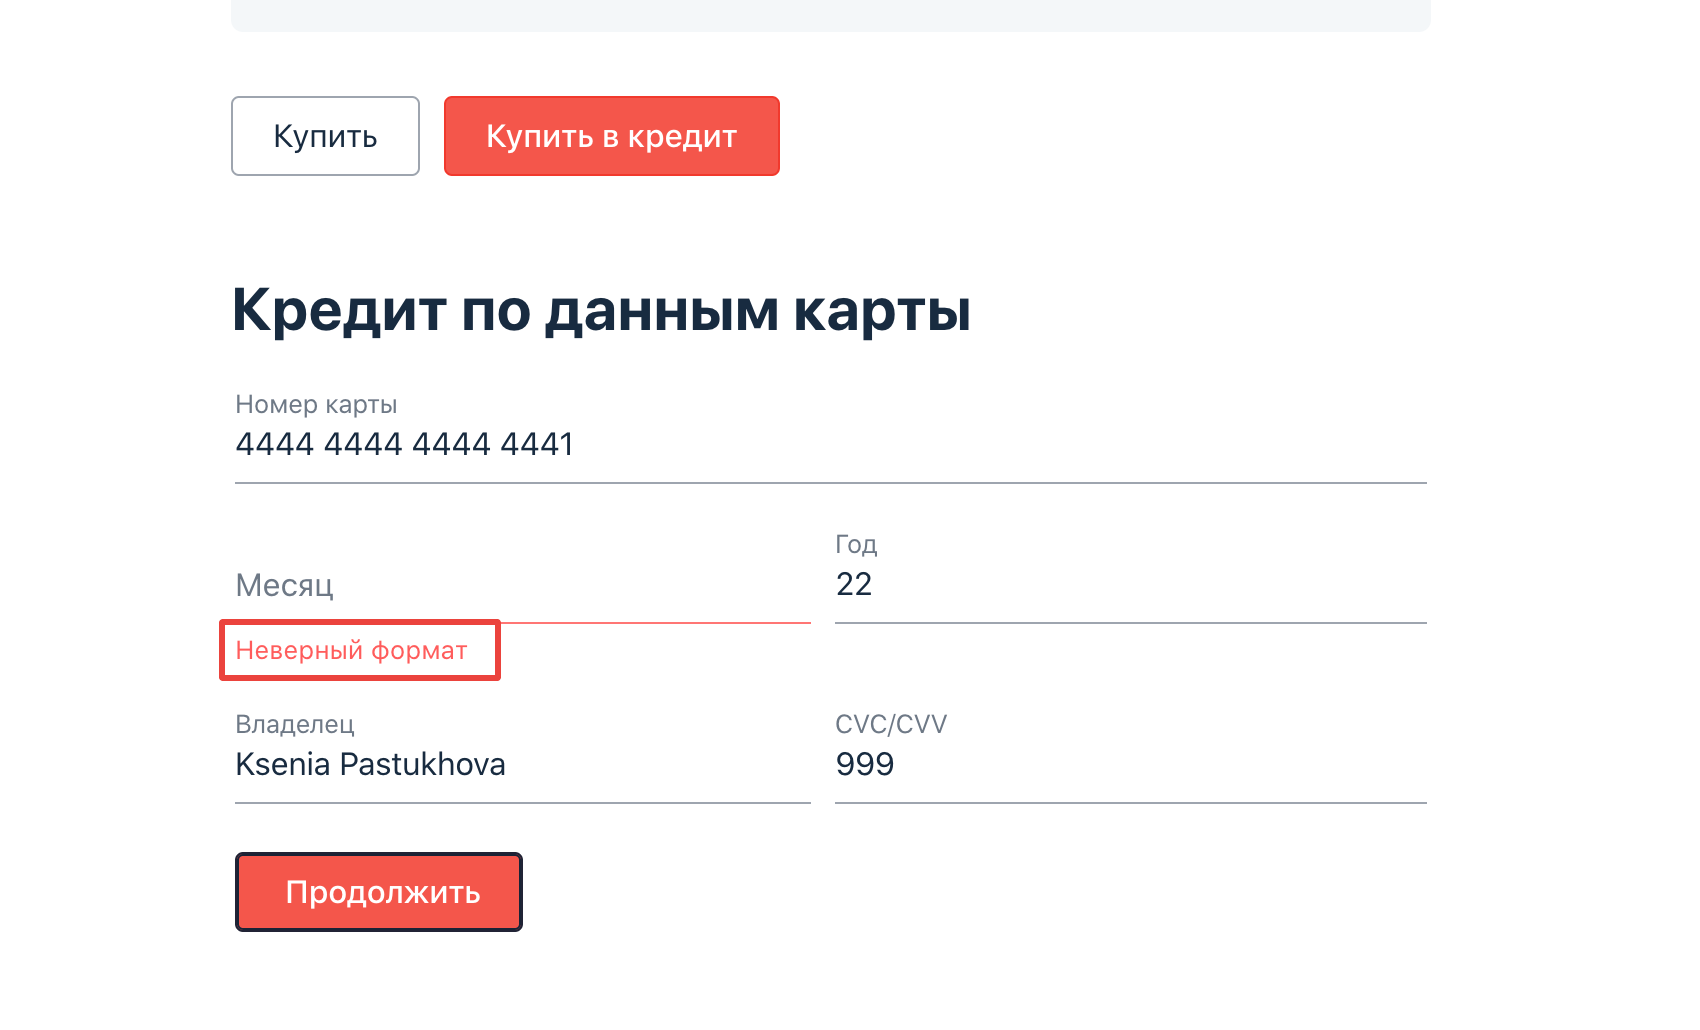 Купить
Купить в кредит
Кредит по данным карты
Номер карты
4444 4444 4444 4441
Месяц
Год
22
Неверный формат
Владелец
Ksenia Pastukhova
CVC/CVV
999
Продолжить